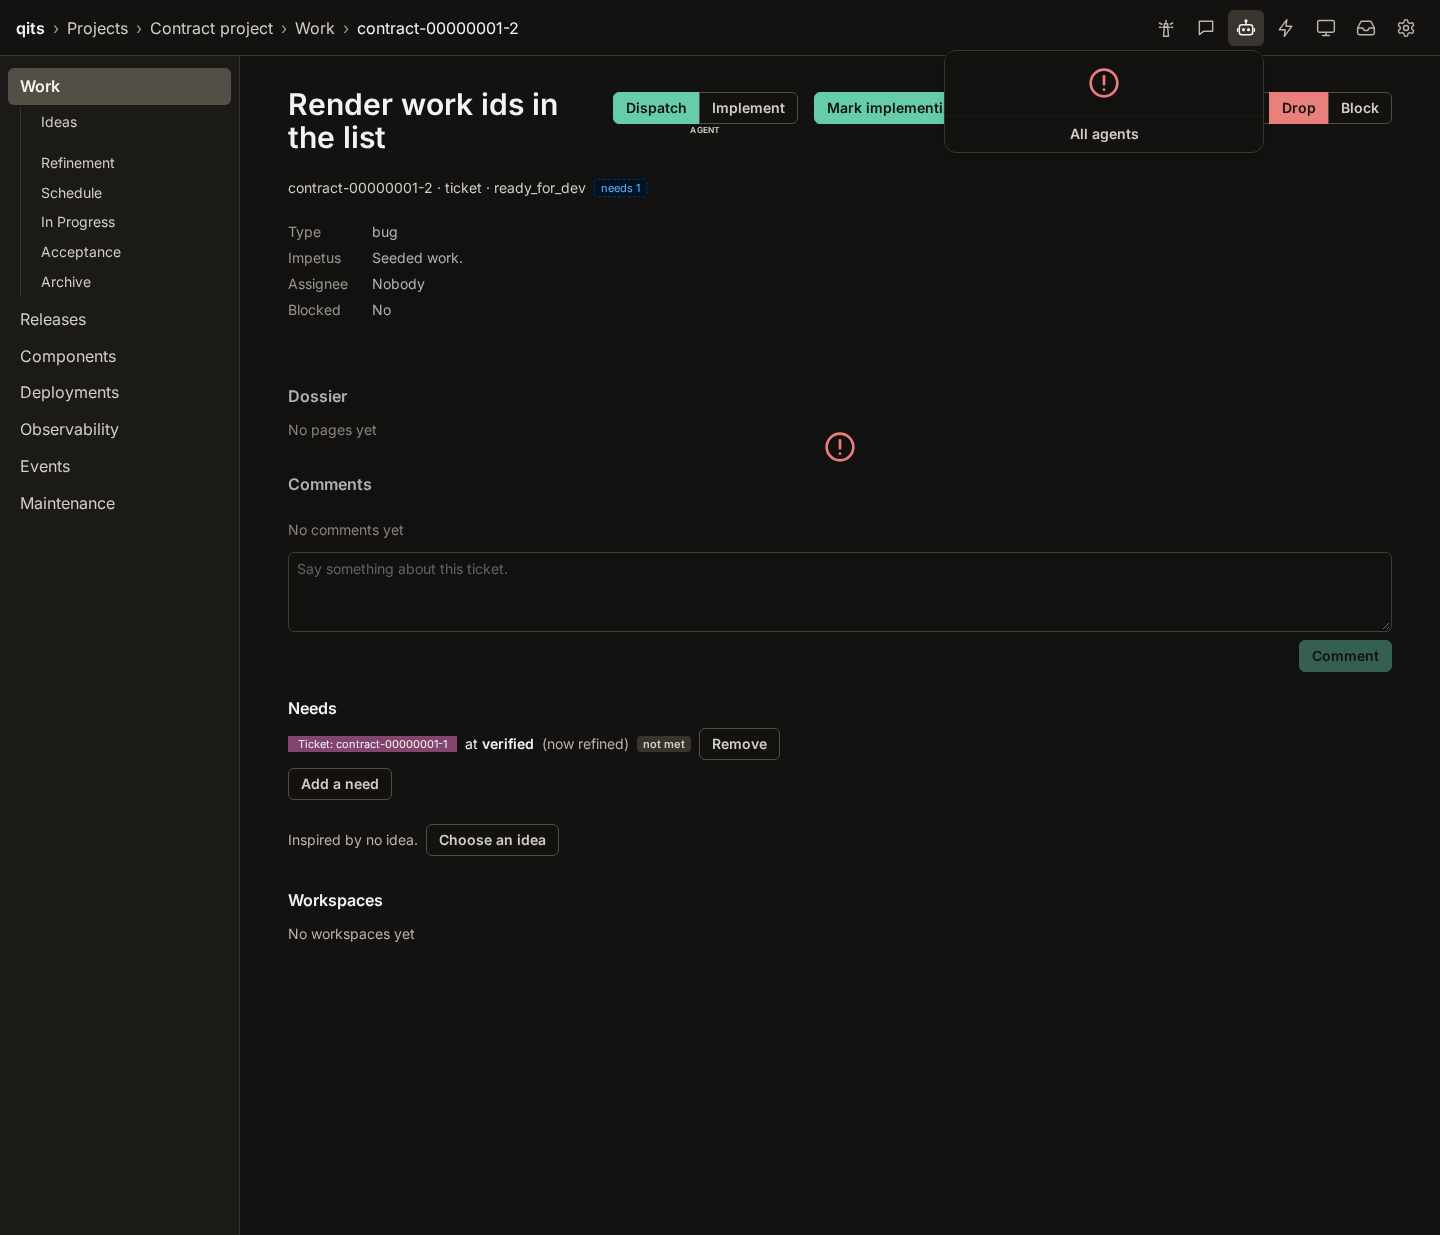 qits › Projects › Contract project › Work › contract-00000001-2
Work
Ideas
Refinement
Schedule
In Progress
Acceptance
Archive
Releases
Components
Deployments
Observability
Events
Maintenance
Render work ids in
the list
Dispatch
Implement
AGENT
Mark implementi
Drop
Block
All agents
contract-00000001-2 · ticket · ready_for_dev needs 1
Type bug
Impetus Seeded work.
Assignee Nobody
Blocked No
Dossier
No pages yet
Comments
No comments yet
Say something about this ticket.
Comment
Needs
Ticket: contract-00000001-1 at verified (now refined) not met Remove
Add a need
Inspired by no idea. Choose an idea
Workspaces
No workspaces yet